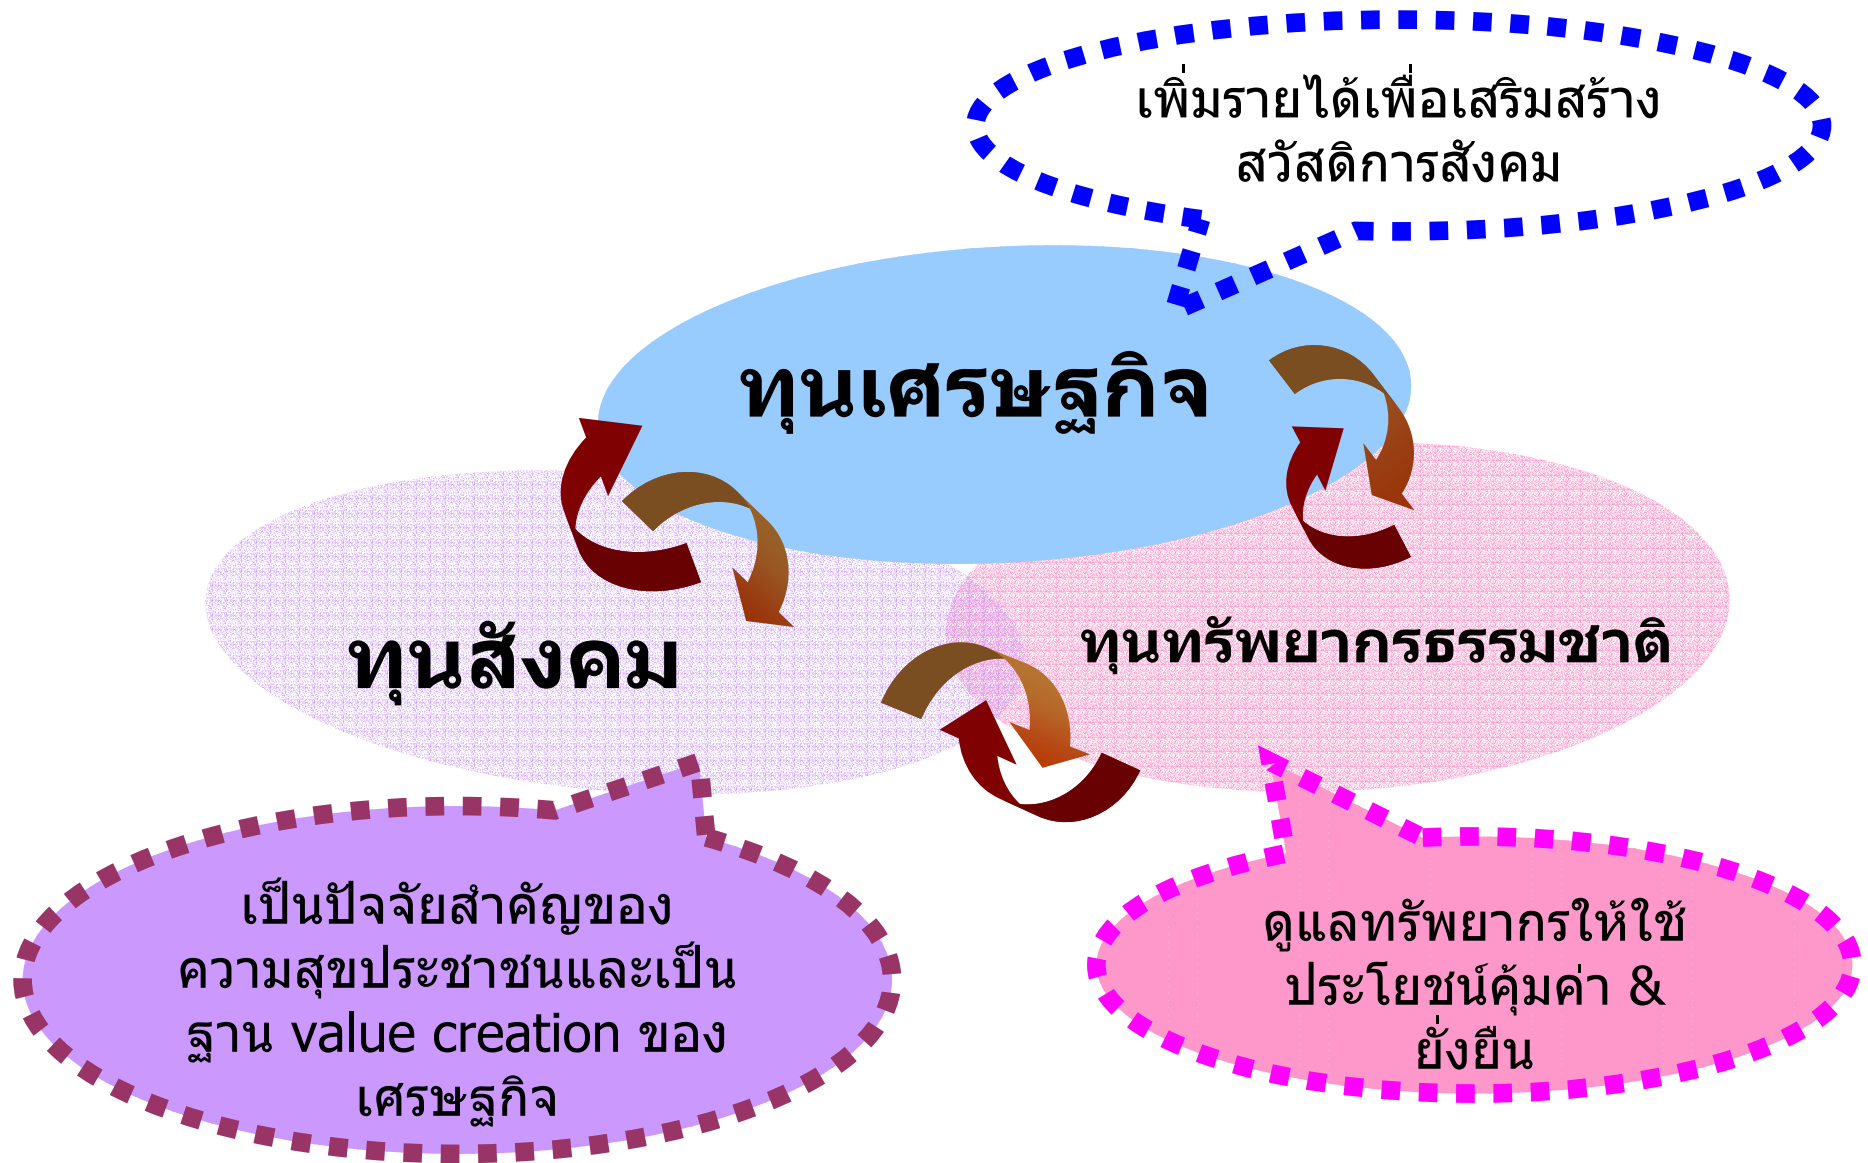 เพิ่มรายได้เพื่อเสริมสร้าง
สวัสดิการสังคม
ทุนเศรษฐกิจ
ทุนสังคม
ทุนทรัพยากรธรรมชาติ
เป็นปัจจัยสำคัญของ
ความสุขประชาชนและเป็น
ฐาน value creation ของ
เศรษฐกิจ
ดูแลทรัพยากรให้ใช้
ประโยชน์คุ้มค่า &
ยั่งยืน